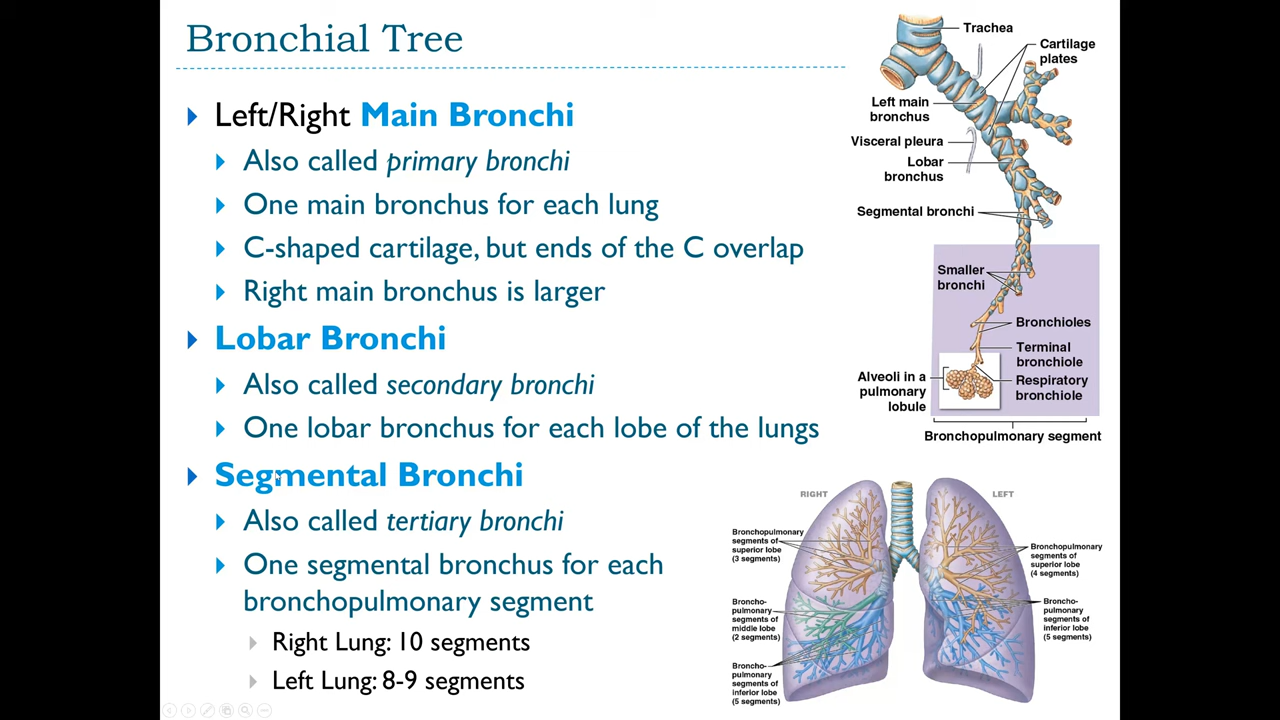 Bronchial Tree
Left/Right Main Bronchi
Also called primary bronchi
One main bronchus for each lung
C-shaped cartilage, but ends of the C overlap
Right main bronchus is larger
Lobar Bronchi
Also called secondary bronchi
One lobar bronchus for each lobe of the lungs
Segmental Bronchi
Also called tertiary bronchi
One segmental bronchus for each
bronchopulmonary segment
Right Lung: 10 segments
Left Lung: 8-9 segments
Trachea
Cartilage
plates
Left main
bronchus
Visceral pleura
Lobar
bronchus
Segmental bronchi
Smaller
bronchi
Bronchioles
Terminal
bronchiole
Respiratory
bronchiole
Alveoli in a
pulmonary
lobule
Bronchopulmonary segment
RIGHT
LEFT
Bronchopulmonary
segments of
superior lobe
(3 segments)
Bronchopulmonary
segments of
superior lobe
(4 segments)
Broncho-
pulmonary
segments of
middle lobe
(2 segments)
Broncho-
pulmonary
segments of
inferior lobe
(5 segments)
Broncho-
pulmonary
segments of
inferior lobe
(5 segments)